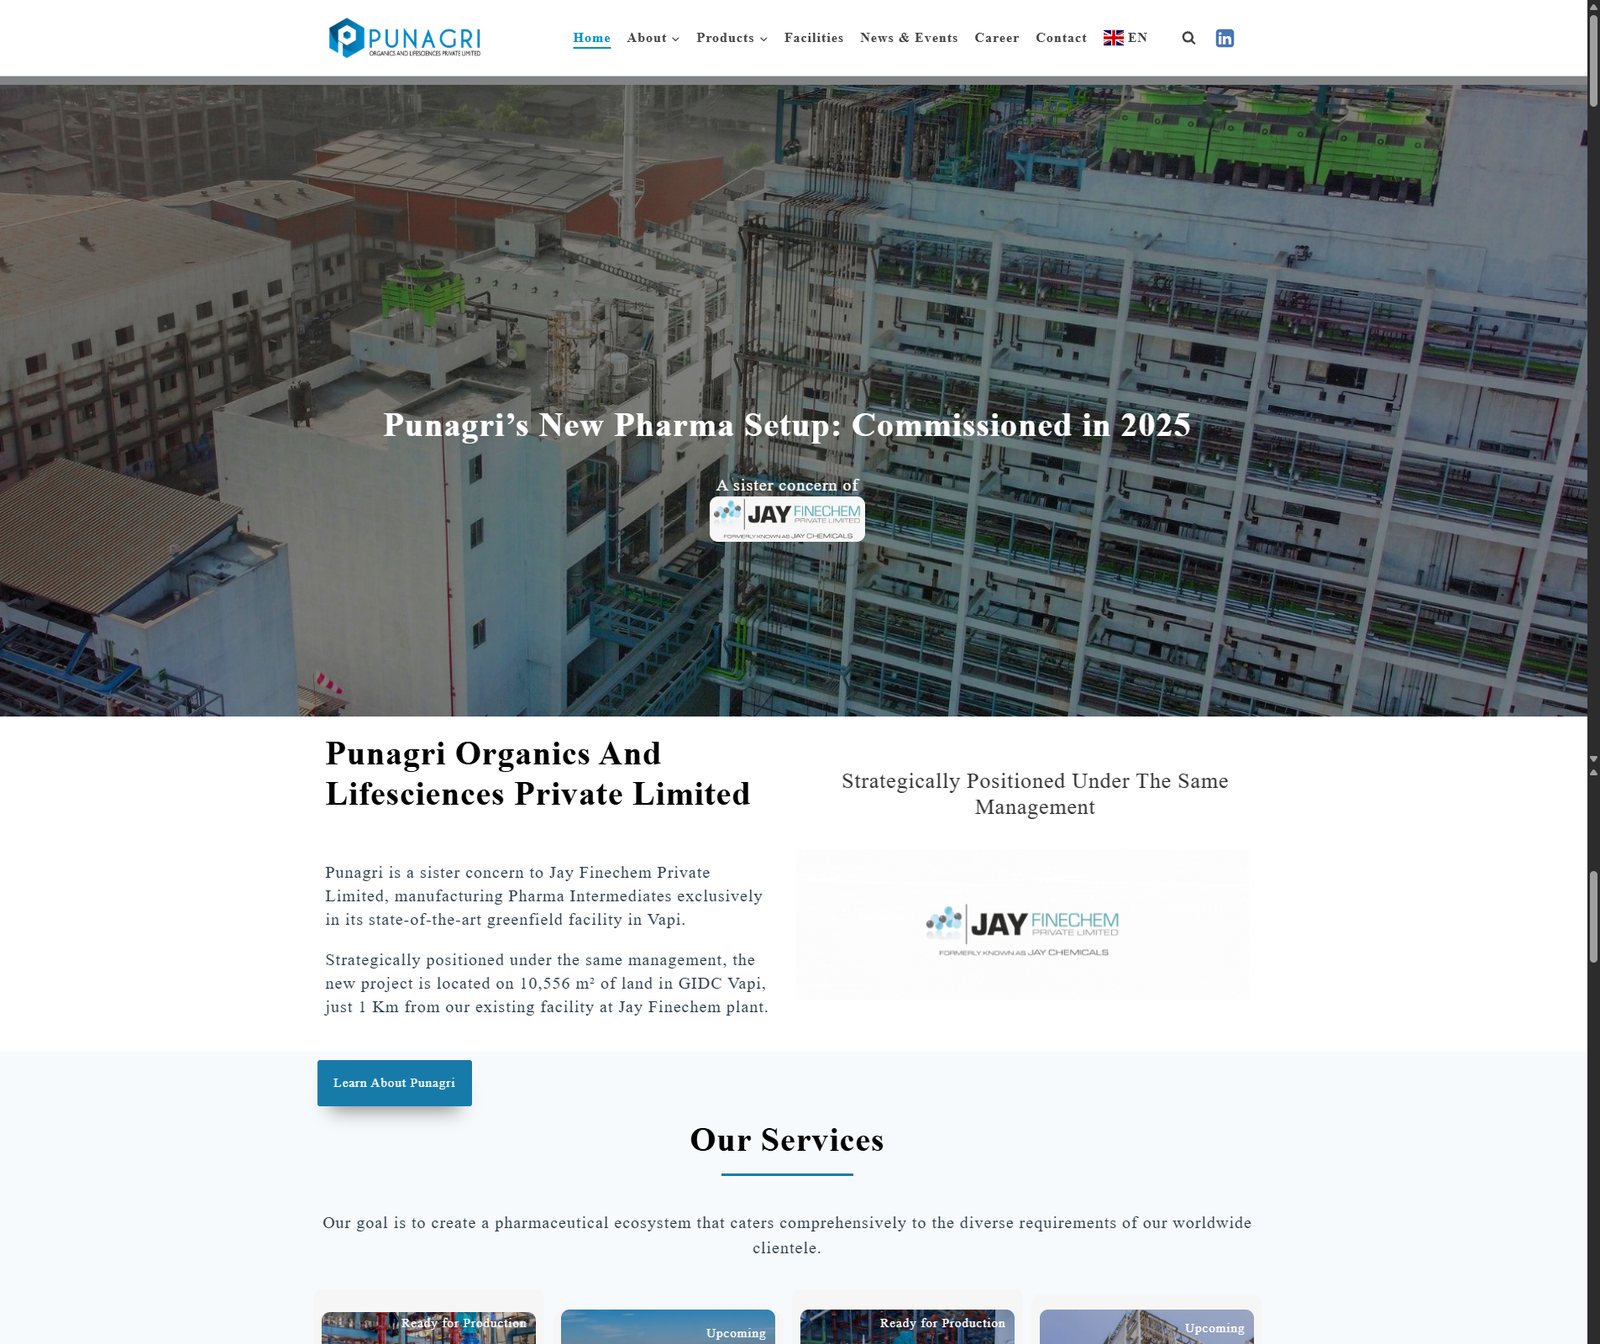 PUNAGRI
ORGANICS AND LIFESCIENCES PRIVATE LIMITED
Home About Products Facilities News & Events Career Contact EN
in
Punagri’s New Pharma Setup: Commissioned in 2025
A sister concern of
JAY FINECHEM
PRIVATE LIMITED
FORMERLY KNOWN AS JAY CHEMICALS
Punagri Organics And
Lifesciences Private Limited
Punagri is a sister concern to Jay Finechem Private
Limited, manufacturing Pharma Intermediates exclusively
in its state-of-the-art greenfield facility in Vapi.
Strategically positioned under the same management, the
new project is located on 10,556 m² of land in GIDC Vapi,
just 1 Km from our existing facility at Jay Finechem plant.
Strategically Positioned Under The Same
Management
JAY FINECHEM
PRIVATE LIMITED
FORMERLY KNOWN AS JAY CHEMICALS
Learn About Punagri
Our Services
Our goal is to create a pharmaceutical ecosystem that caters comprehensively to the diverse requirements of our worldwide
clientele.
Ready for Production
Upcoming
Ready for Production
Upcoming